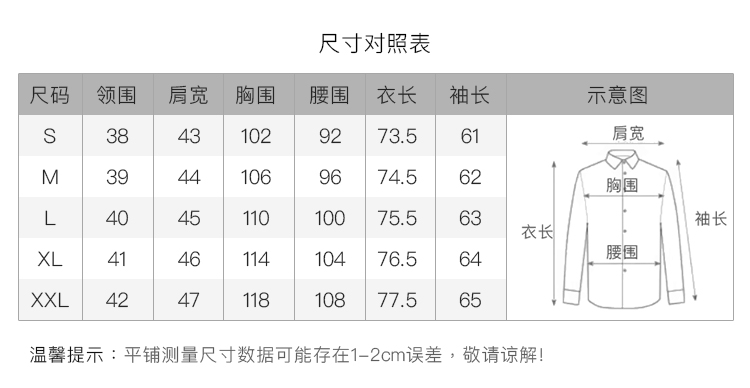 尺寸对照表
尺码 领围 肩宽 胸围 腰围 衣长 袖长 示意图
S 38 43 102 92 73.5 61
M 39 44 106 96 74.5 62
L 40 45 110 100 75.5 63
XL 41 46 114 104 76.5 64
XXL 42 47 118 108 77.5 65
肩宽
胸围
袖长
衣长
腰围
温馨提示：平铺测量尺寸数据可能存在1-2cm误差，敬请谅解!